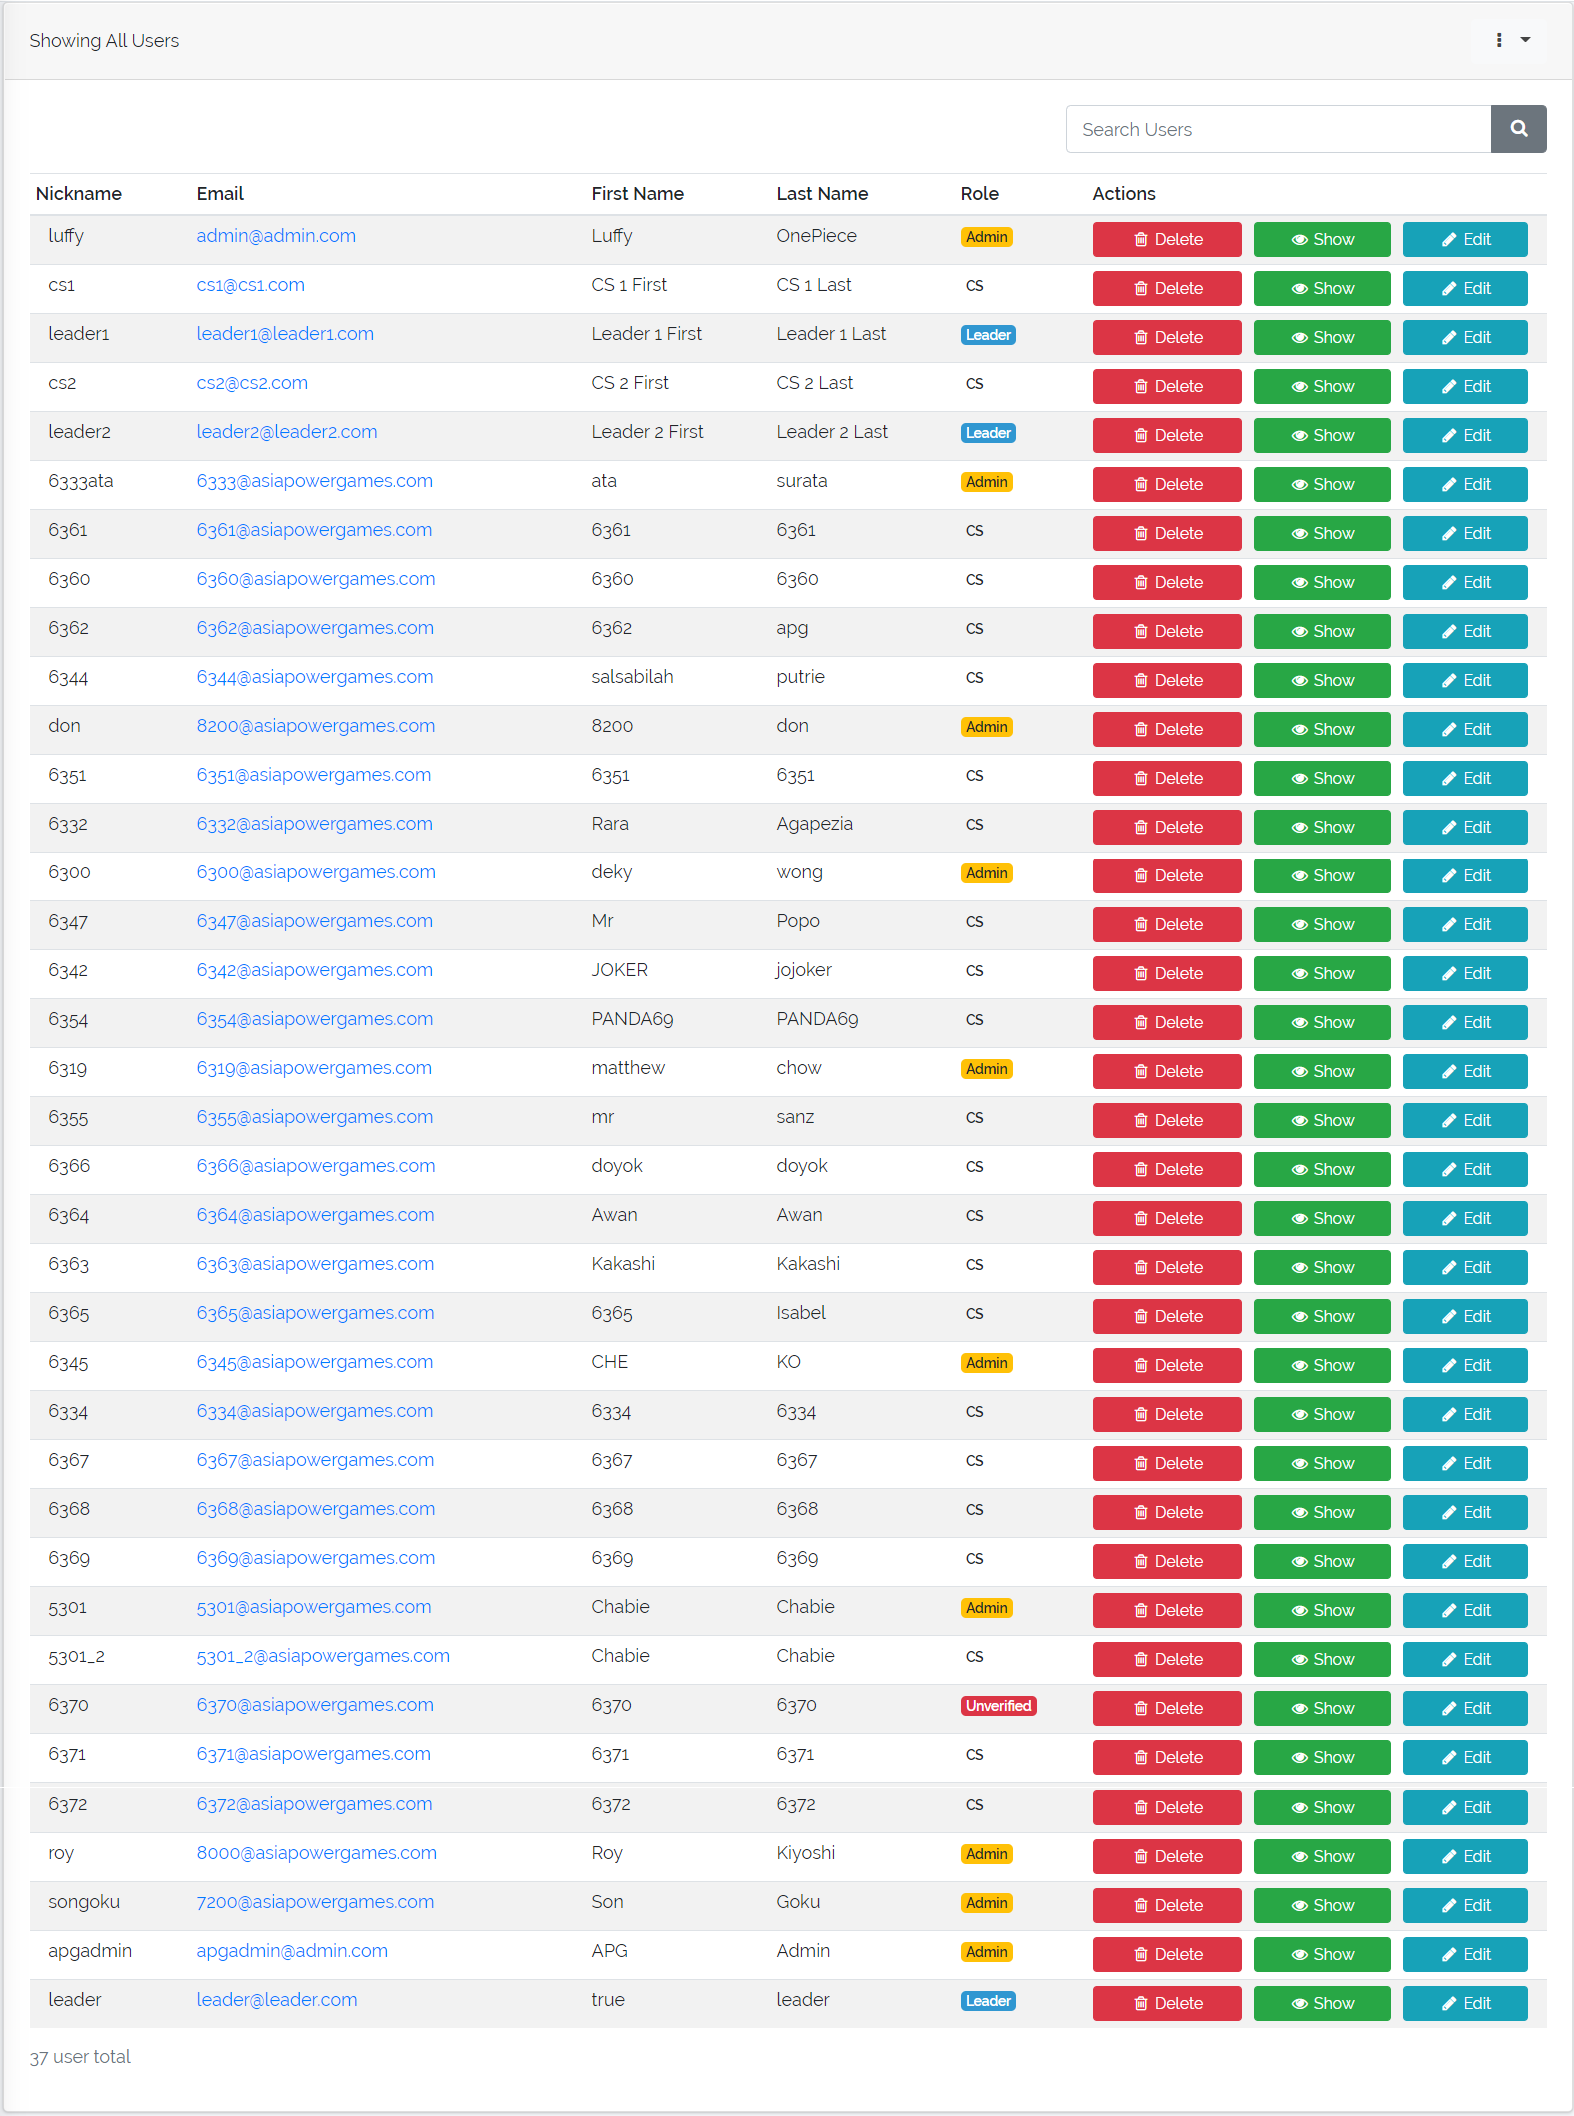 Showing All Users
Search Users
Nickname Email First Name Last Name Role Actions
luffy admin@admin.com Luffy OnePiece Admin Delete Show Edit
cs1 cs1@cs1.com CS 1 First CS 1 Last CS Delete Show Edit
leader1 leader1@leader1.com Leader 1 First Leader 1 Last Leader Delete Show Edit
cs2 cs2@cs2.com CS 2 First CS 2 Last CS Delete Show Edit
leader2 leader2@leader2.com Leader 2 First Leader 2 Last Leader Delete Show Edit
6333ata 6333@asiapowergames.com ata surata Admin Delete Show Edit
6361 6361@asiapowergames.com 6361 6361 CS Delete Show Edit
6360 6360@asiapowergames.com 6360 6360 CS Delete Show Edit
6362 6362@asiapowergames.com 6362 apg CS Delete Show Edit
6344 6344@asiapowergames.com salsabilah putrie CS Delete Show Edit
don 8200@asiapowergames.com 8200 don Admin Delete Show Edit
6351 6351@asiapowergames.com 6351 6351 CS Delete Show Edit
6332 6332@asiapowergames.com Rara Agapezia CS Delete Show Edit
6300 6300@asiapowergames.com deky wong Admin Delete Show Edit
6347 6347@asiapowergames.com Mr Popo CS Delete Show Edit
6342 6342@asiapowergames.com JOKER jojoker CS Delete Show Edit
6354 6354@asiapowergames.com PANDA69 PANDA69 CS Delete Show Edit
6319 6319@asiapowergames.com matthew chow Admin Delete Show Edit
6355 6355@asiapowergames.com mr sanz CS Delete Show Edit
6366 6366@asiapowergames.com doyok doyok CS Delete Show Edit
6364 6364@asiapowergames.com Awan Awan CS Delete Show Edit
6363 6363@asiapowergames.com Kakashi Kakashi CS Delete Show Edit
6365 6365@asiapowergames.com 6365 Isabel CS Delete Show Edit
6345 6345@asiapowergames.com CHE KO Admin Delete Show Edit
6334 6334@asiapowergames.com 6334 6334 CS Delete Show Edit
6367 6367@asiapowergames.com 6367 6367 CS Delete Show Edit
6368 6368@asiapowergames.com 6368 6368 CS Delete Show Edit
6369 6369@asiapowergames.com 6369 6369 CS Delete Show Edit
5301 5301@asiapowergames.com Chabie Chabie Admin Delete Show Edit
5301_2 5301_2@asiapowergames.com Chabie Chabie CS Delete Show Edit
6370 6370@asiapowergames.com 6370 6370 Unverified Delete Show Edit
6371 6371@asiapowergames.com 6371 6371 CS Delete Show Edit
6372 6372@asiapowergames.com 6372 6372 CS Delete Show Edit
roy 8000@asiapowergames.com Roy Kiyoshi Admin Delete Show Edit
songoku 7200@asiapowergames.com Son Goku Admin Delete Show Edit
apgadmin apgadmin@admin.com APG Admin Admin Delete Show Edit
leader leader@leader.com true leader Leader Delete Show Edit
37 user total